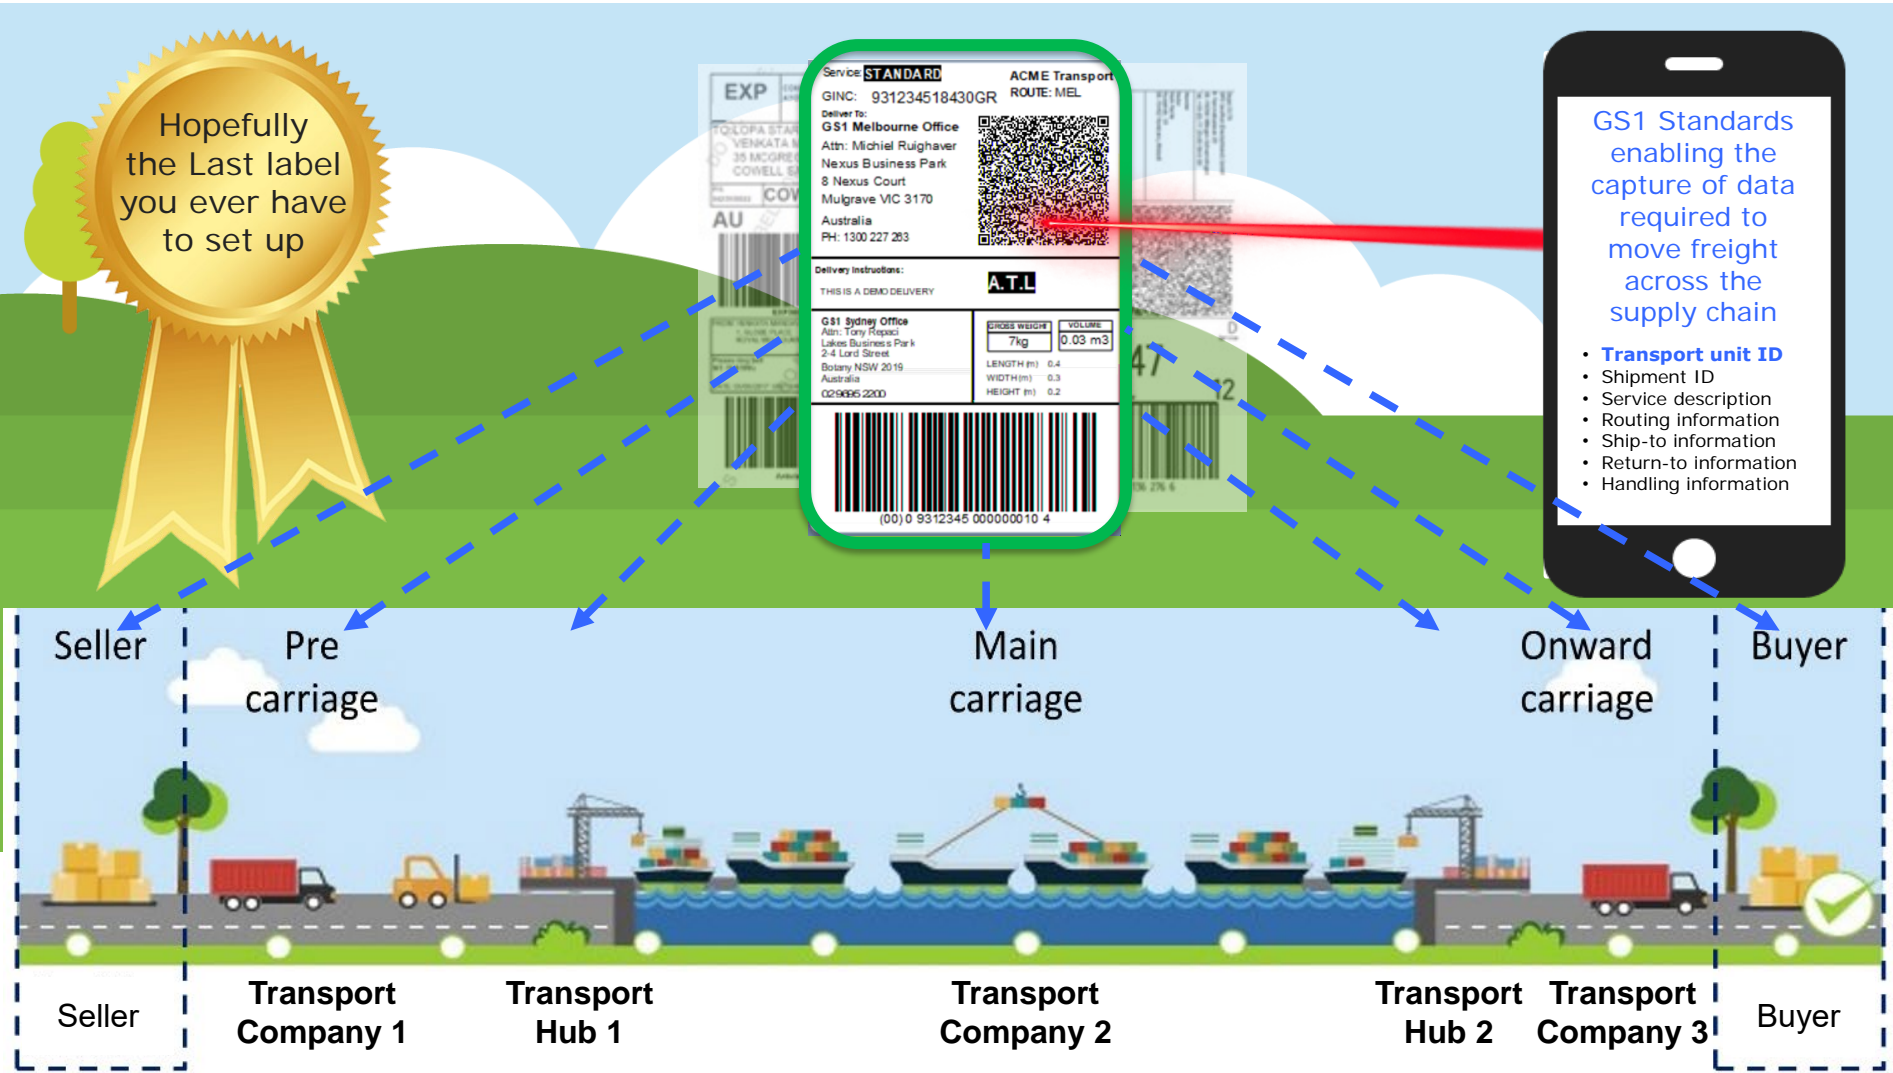 Hopefully
the Last label
you ever have
to set up
EXP
AU
COWELL
47
12
D
Service: STANDARD
ACME Transport
GINC: 931234518430GR
ROUTE: MEL
Deliver To:
GS1 Melbourne Office
Attn: Michiel Ruighaver
Nexus Business Park
8 Nexus Court
Mulgrave VIC 3170
Australia
PH: 1300 227 263
Delivery Instructions:
A.T.L
THIS IS A DEMO DELIVERY
GS1 Sydney Office
Attn: Tony Repaci
Lakes Business Park
2-4 Lord Street
Botany NSW 2019
Australia
02 9695 2200
GROSS WEIGHT
VOLUME
7kg
0.03 m3
LENGTH (m) 0.4
WIDTH (m) 0.3
HEIGHT (m) 0.2
(00) 0 9312345 000000010 4
GS1 Standards
enabling the
capture of data
required to
move freight
across the
supply chain
• Transport unit ID
• Shipment ID
• Service description
• Routing information
• Ship-to information
• Return-to information
• Handling information
Seller
Pre
carriage
Main
carriage
Onward
carriage
Buyer
Seller
Transport
Company 1
Transport
Hub 1
Transport
Company 2
Transport
Hub 2
Transport
Company 3
Buyer